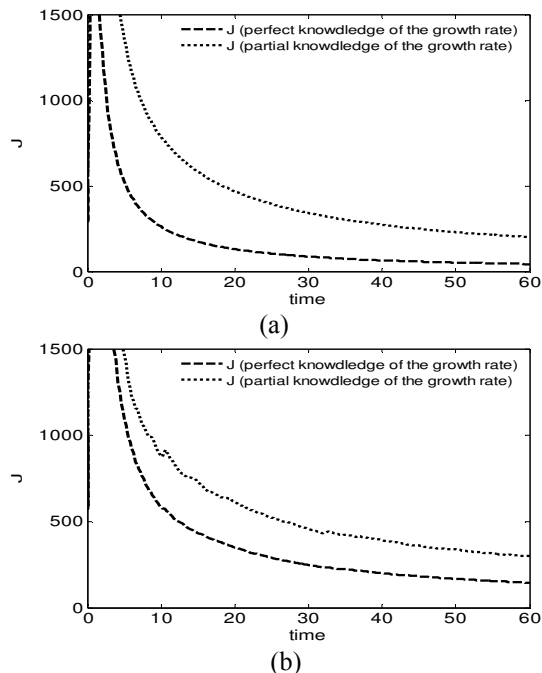 1500
J (perfect knowdledge of the growth rate)
J (partial knowdledge of the growth rate)
1000
J
500
0
0 10 20 30 40 50 60
time
(a)
1500
J (perfect knowdledge of the growth rate)
J (partial knowdledge of the growth rate)
1000
J
500
0
0 10 20 30 40 50 60
time
(b)